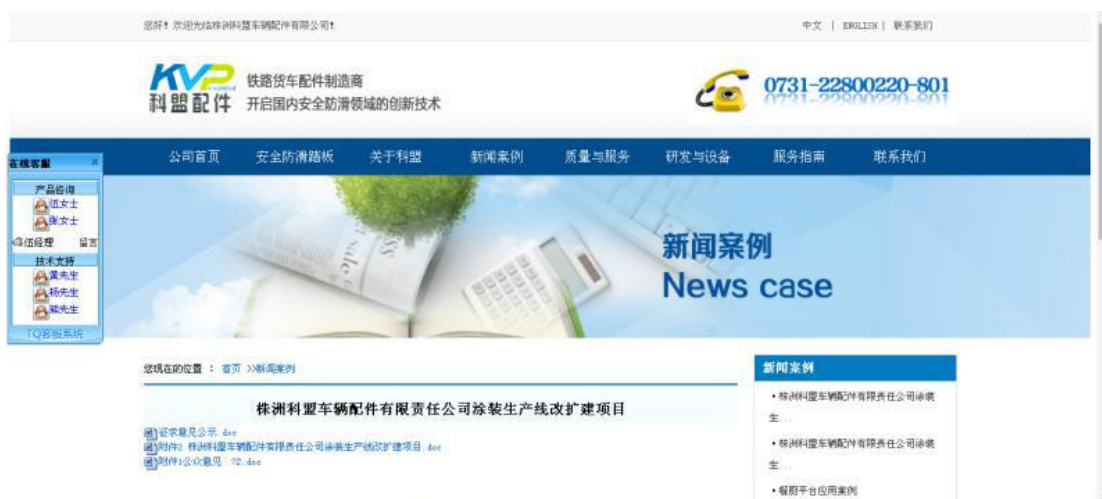 您好！欢迎光临株洲科盟车辆配件有限公司！
中文 | ENGLISH | 联系我们
KVP
科盟配件
铁路货车配件制造商
开启国内安全防滑领域的创新技术
0731-22800220-801
公司首页 安全防滑踏板 关于科盟 新闻案例 质量与服务 研发与设备 服务指南 联系我们
在线客服
产品咨询
伍女士
张女士
伍经理 留言
技术支持
黄先生
杨先生
熊先生
TQ客服系统
新闻案例
News case
您现在的位置 ： 首页 >>新闻案例
株洲科盟车辆配件有限责任公司涂装生产线改扩建项目
征求意见公示.doc
附件2 株洲科盟车辆配件有限责任公司涂装生产线改扩建项目.doc
附件1公众意见 ?2.doc
新闻案例
• 株洲科盟车辆配件有限责任公司涂装
生...
• 株洲科盟车辆配件有限责任公司涂装
生...
• 餐厨平台应用案例